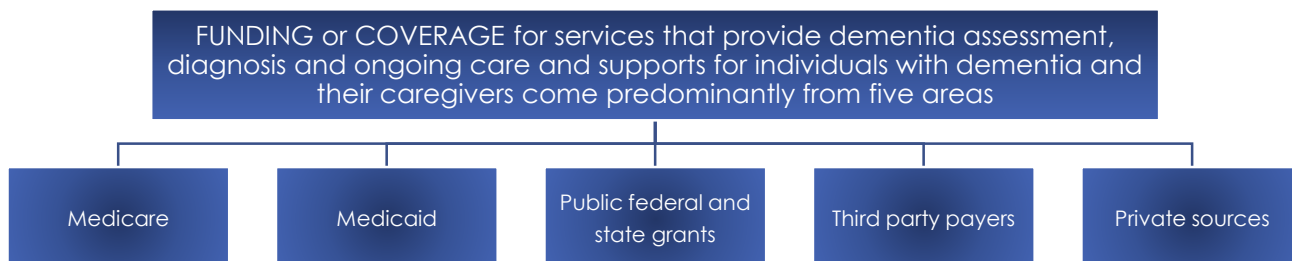 FUNDING or COVERAGE for services that provide dementia assessment,
diagnosis and ongoing care and supports for individuals with dementia and
their caregivers come predominantly from five areas
Medicare
Medicaid
Public federal and
state grants
Third party payers
Private sources